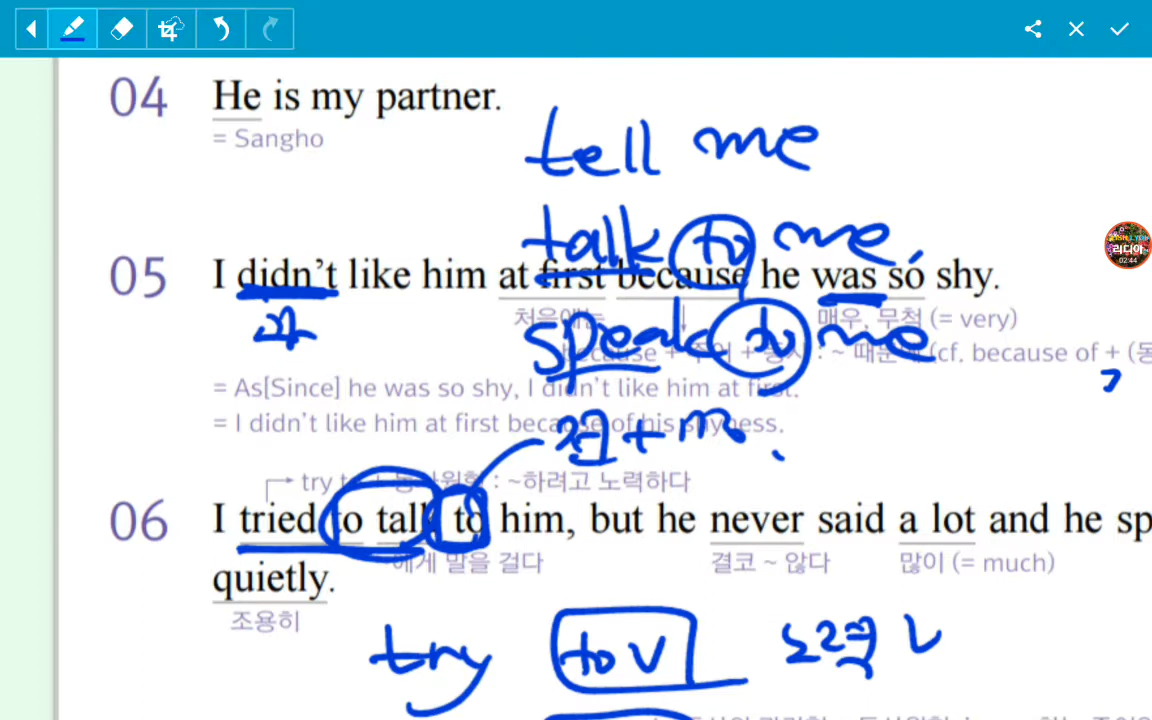 04 He is my partner.
= Sangho
tell me
talk to me
05 I didn't like him at first because he was so shy.
과
처음에는
매우, 무척 (= very)
speak to me
because + 주어 + 동사 : ~ 때문에 (cf. because of + (동
= As[Since] he was so shy, I didn't like him at first.
= I didn't like him at first because of his shyness.
전 + m
try to + 동사원형 : ~하려고 노력하다
06 I tried to talk to him, but he never said a lot and he sp
에게 말을 걸다
결코 ~ 않다
많이 (= much)
quietly.
조용히
try to V 노력
리디아
02:44